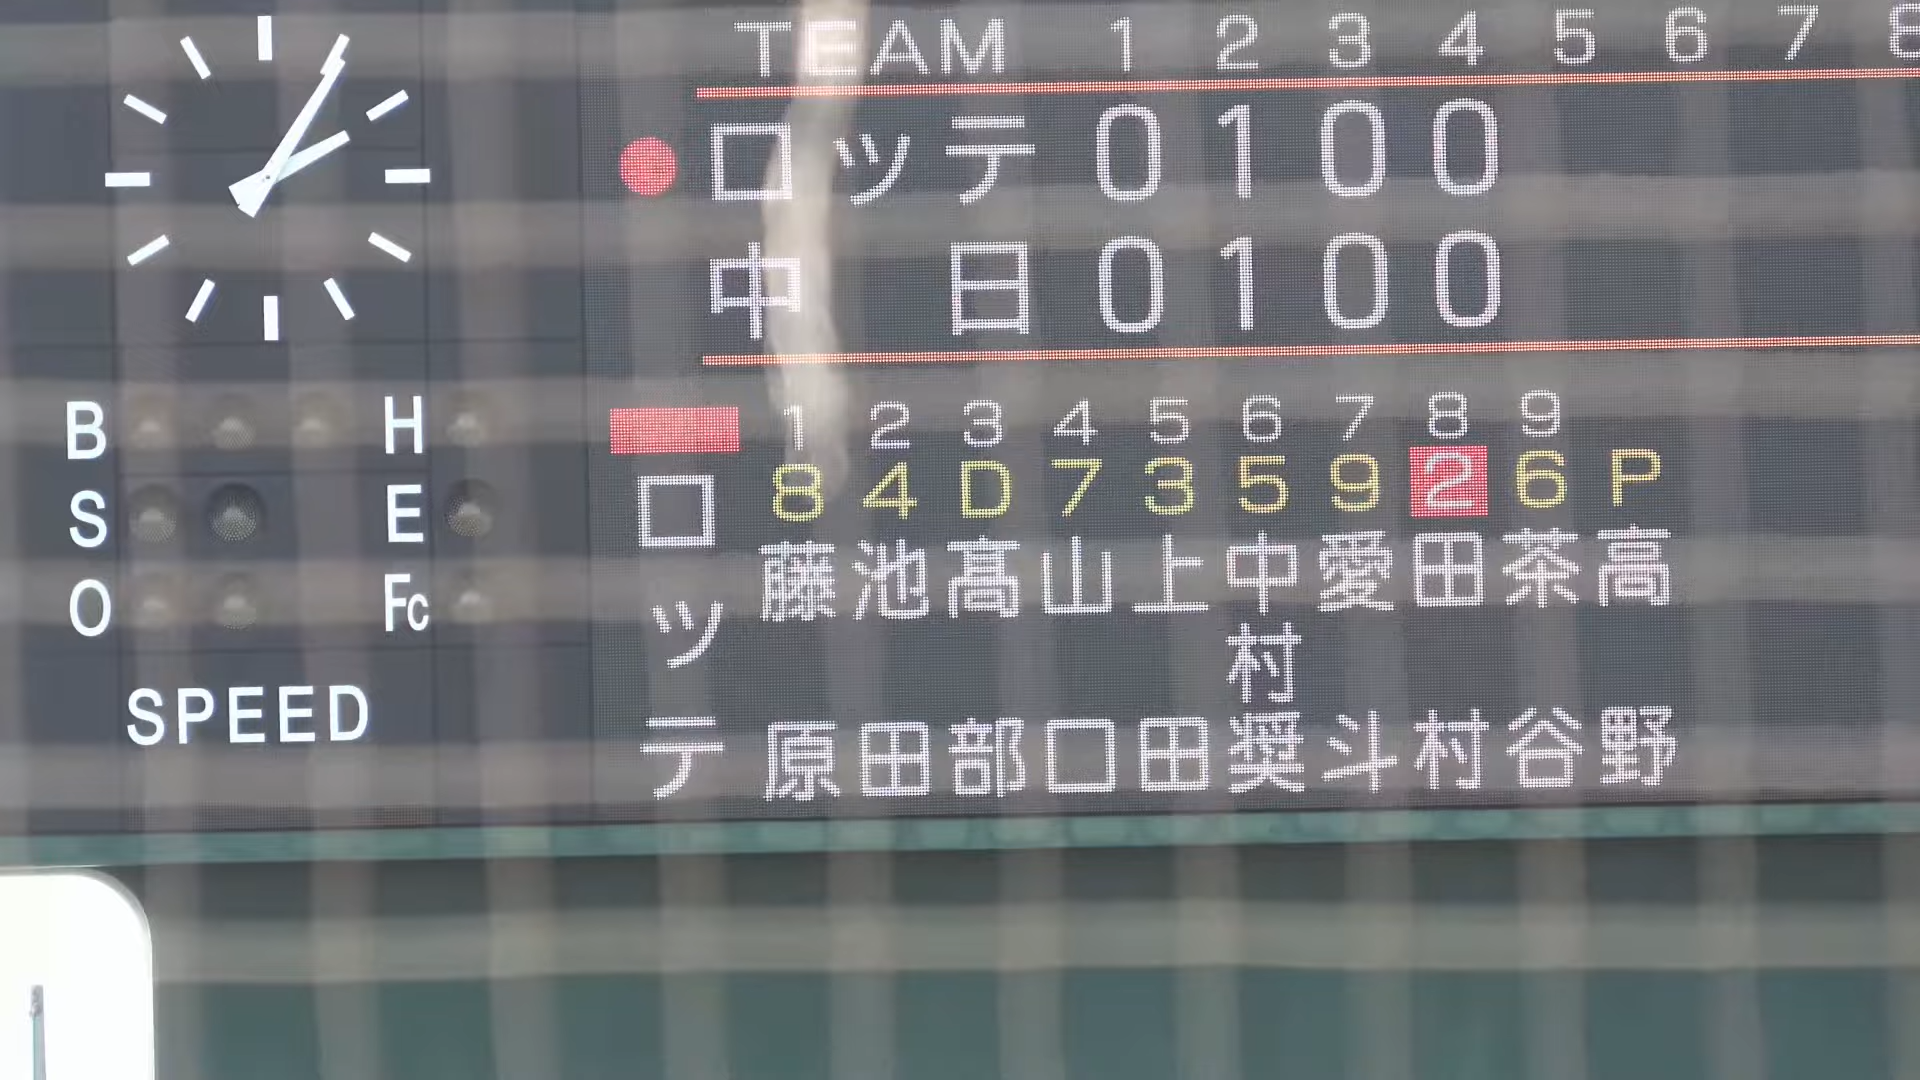 TEAM 1 2 3 4 5 6 7 8
ロッテ 0 1 0 0
中日 0 1 0 0
B H
S E
O Fc
SPEED
1 2 3 4 5 6 7 8 9
8 4 D 7 3 5 9 2 6 P
ロッテ
藤原
池田
髙部
山口
上田
中村奨
愛斗
田村
茶谷
高野